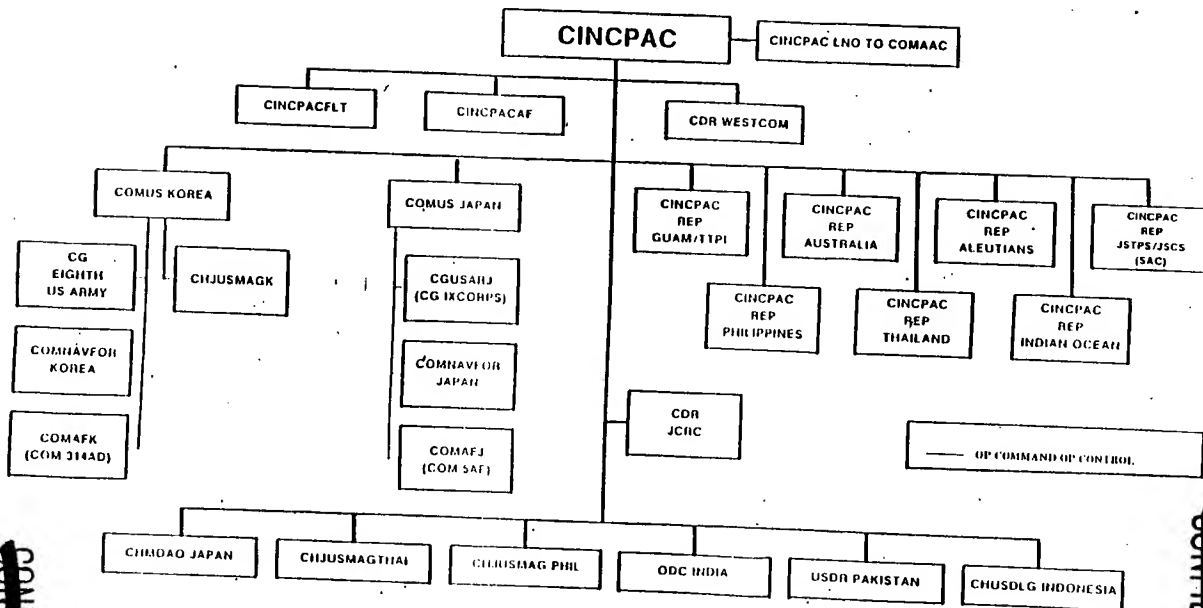 CINCPAC
CINCPAC LNO TO COMAAC
CINCPACFLT
CINCPACAF
CDR WESTCOM
COMUS KOREA
COMUS JAPAN
CINCPAC
REP
GUAM/TTPI
CINCPAC
REP
AUSTRALIA
CINCPAC
REP
ALEUTIANS
CINCPAC
REP
JSTPS/JSCS
(SAC)
CG
EIGHTH
US ARMY
CHJUSMAGK
CGUSARJ
(CG IXCORPS)
CINCPAC
REP
PHILIPPINES
CINCPAC
REP
THAILAND
CINCPAC
REP
INDIAN OCEAN
COMNAVFOR
KOREA
COMNAVFOR
JAPAN
COMAFK
(COM 314AD)
COMAFJ
(COM 5AF)
CDR
JCRC
OP COMMAND/OP CONTROL
CHMDAO JAPAN
CHJUSMAGTHAI
CHJUSMAG PHIL
ODC INDIA
USDR PAKISTAN
CHUSDLG INDONESIA